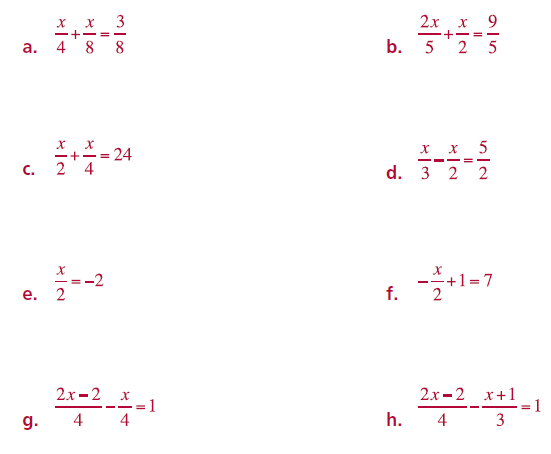 a. x/4 + x/8 = 3/8
b. 2x/5 + x/2 = 9/5
c. x/2 + x/4 = 24
d. x/3 − x/2 = 5/2
e. x/2 = −2
f. − x/2 + 1 = 7
g. 2x − 2/4 − x/4 = 1
h. 2x − 2/4 − x + 1/3 = 1